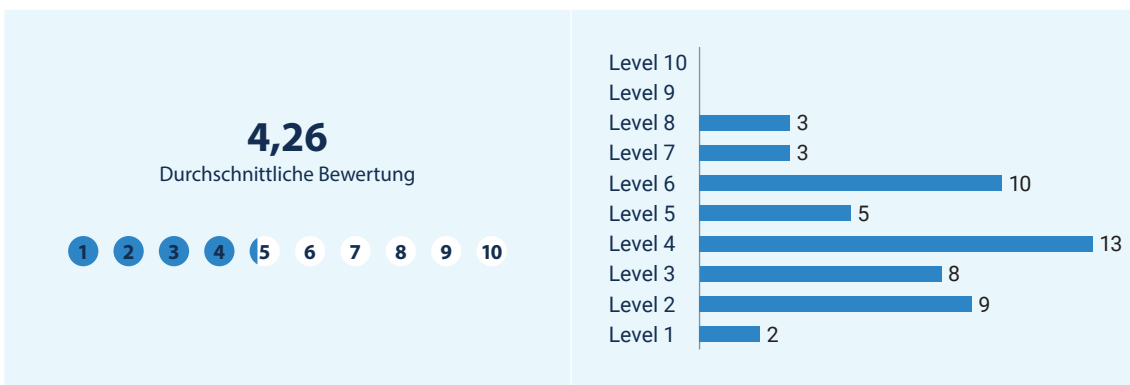 4,26
Durchschnittliche Bewertung
1 2 3 4 5 6 7 8 9 10
Level 10
Level 9
Level 8 3
Level 7 3
Level 6 10
Level 5 5
Level 4 13
Level 3 8
Level 2 9
Level 1 2